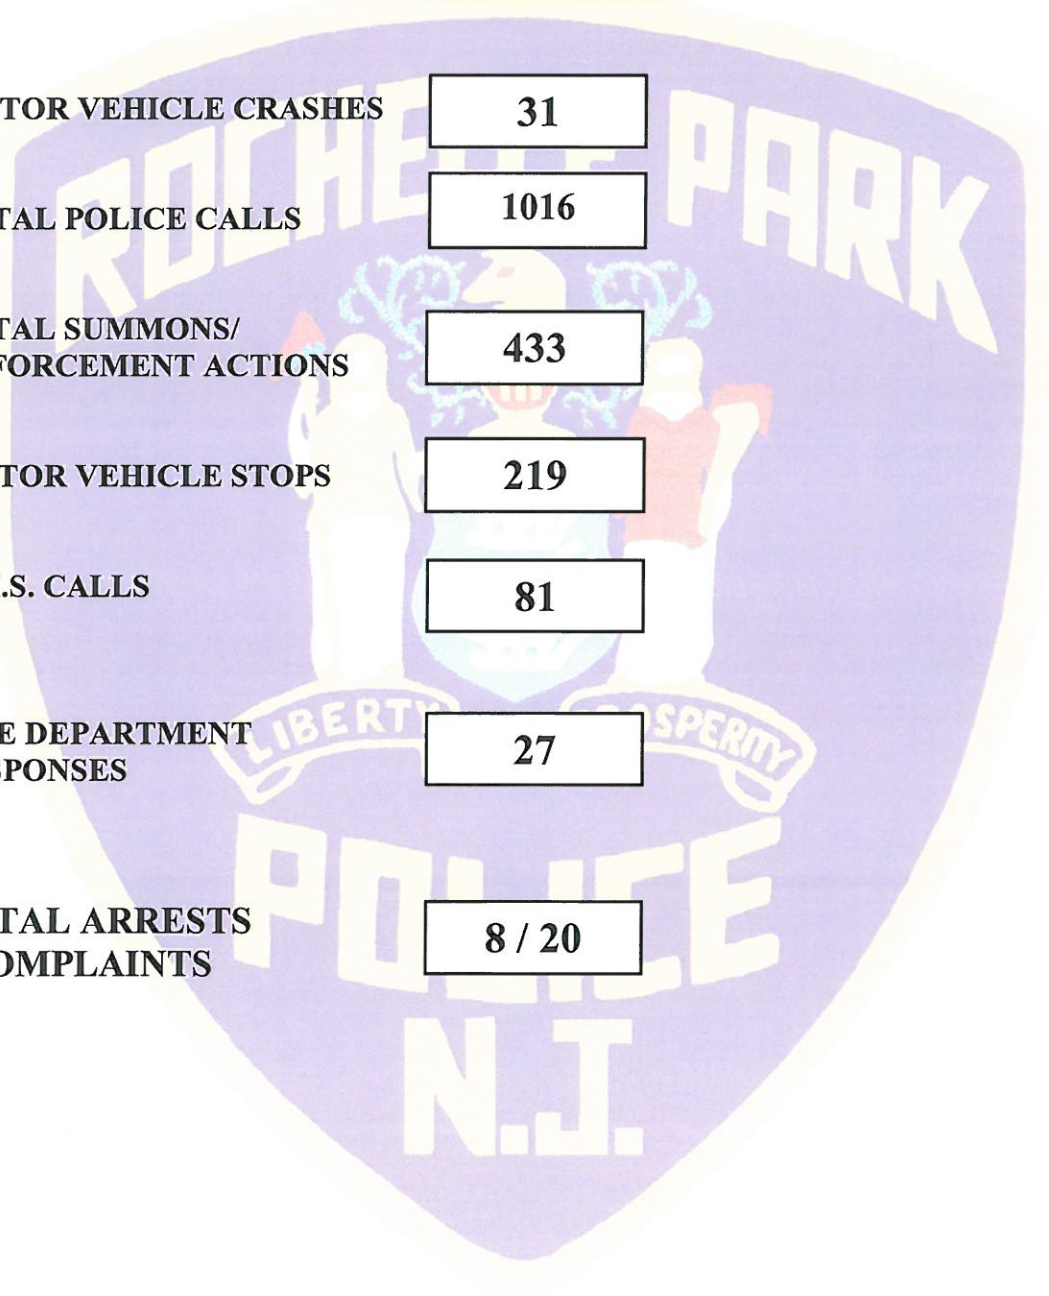 TOR VEHICLE CRASHES 31
TAL POLICE CALLS 1016
TAL SUMMONS/
FORCEMENT ACTIONS 433
TOR VEHICLE STOPS 219
.S. CALLS 81
E DEPARTMENT
SPONSES 27
TAL ARRESTS
OMPLAINTS 8 / 20
ROCHELLE PARK
LIBERTY
PROSPERITY
POLICE
N.J.